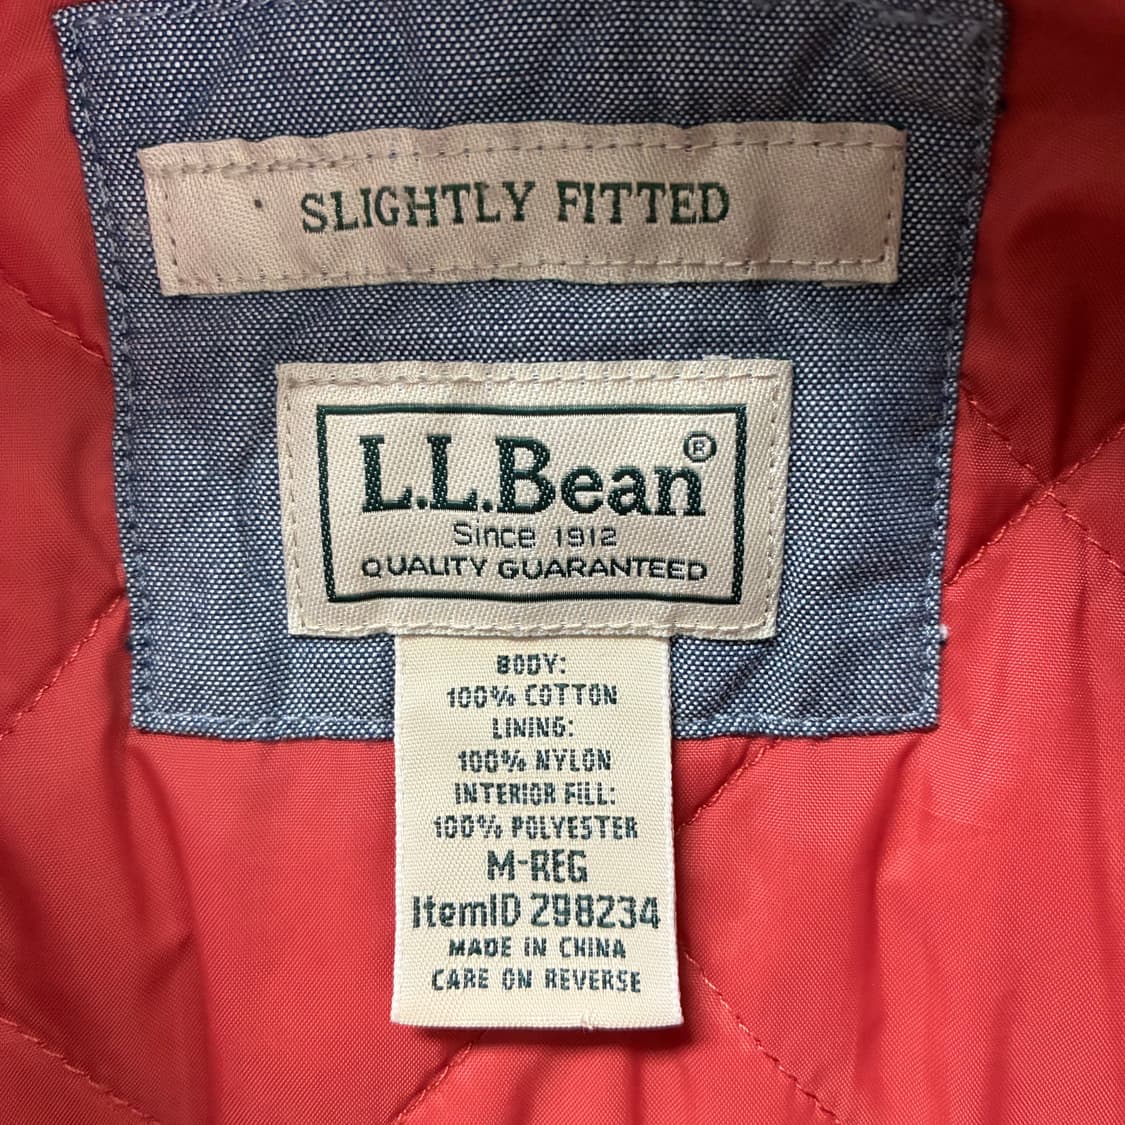 SLIGHTLY FITTED
L.L.Bean®
Since 1912
QUALITY GUARANTEED
BODY:
100% COTTON
LINING:
100% NYLON
INTERIOR FILL:
100% POLYESTER
M-REG
ItemID 298234
MADE IN CHINA
CARE ON REVERSE